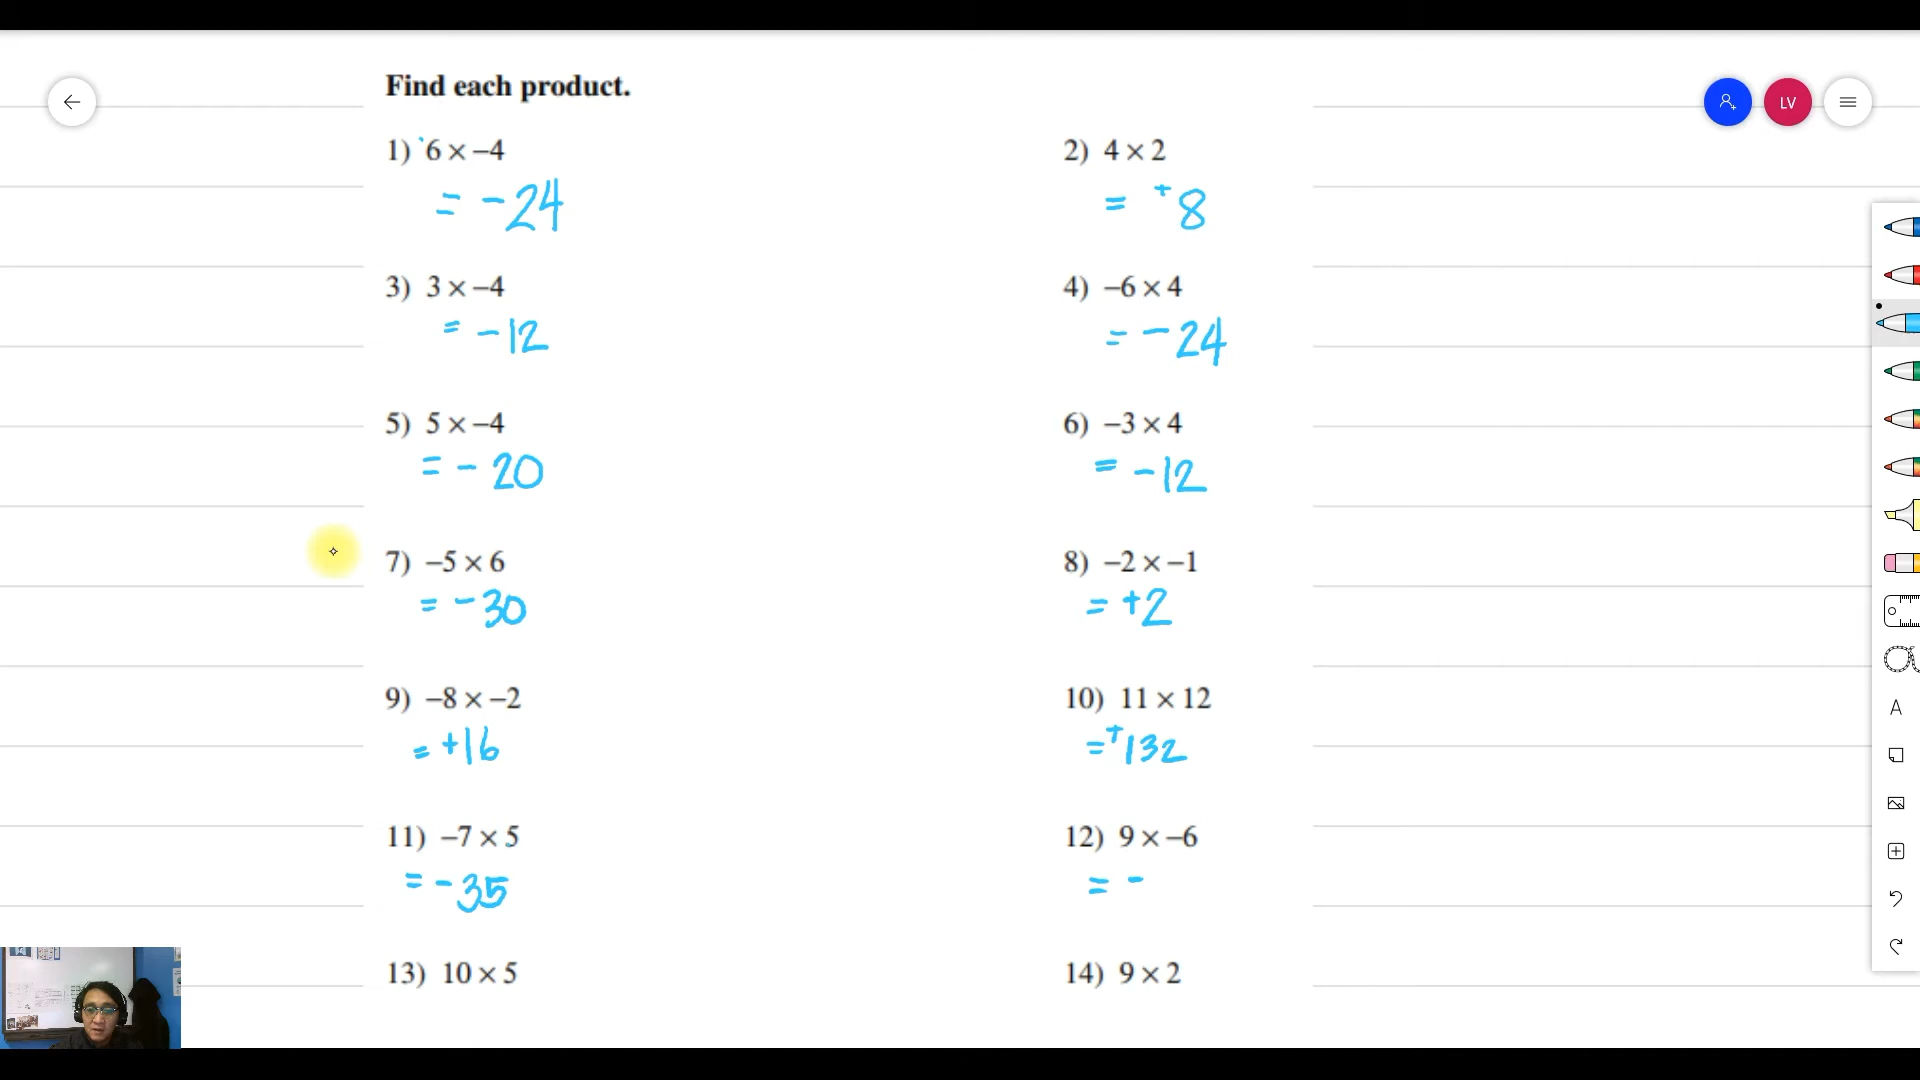 Find each product.
1) 6 × −4
= −24
2) 4 × 2
= +8
3) 3 × −4
= −12
4) −6 × 4
= −24
5) 5 × −4
= −20
6) −3 × 4
= −12
7) −5 × 6
= −30
8) −2 × −1
= +2
9) −8 × −2
= +16
10) 11 × 12
= +132
11) −7 × 5
= −35
12) 9 × −6
= −
13) 10 × 5
14) 9 × 2
LV
A